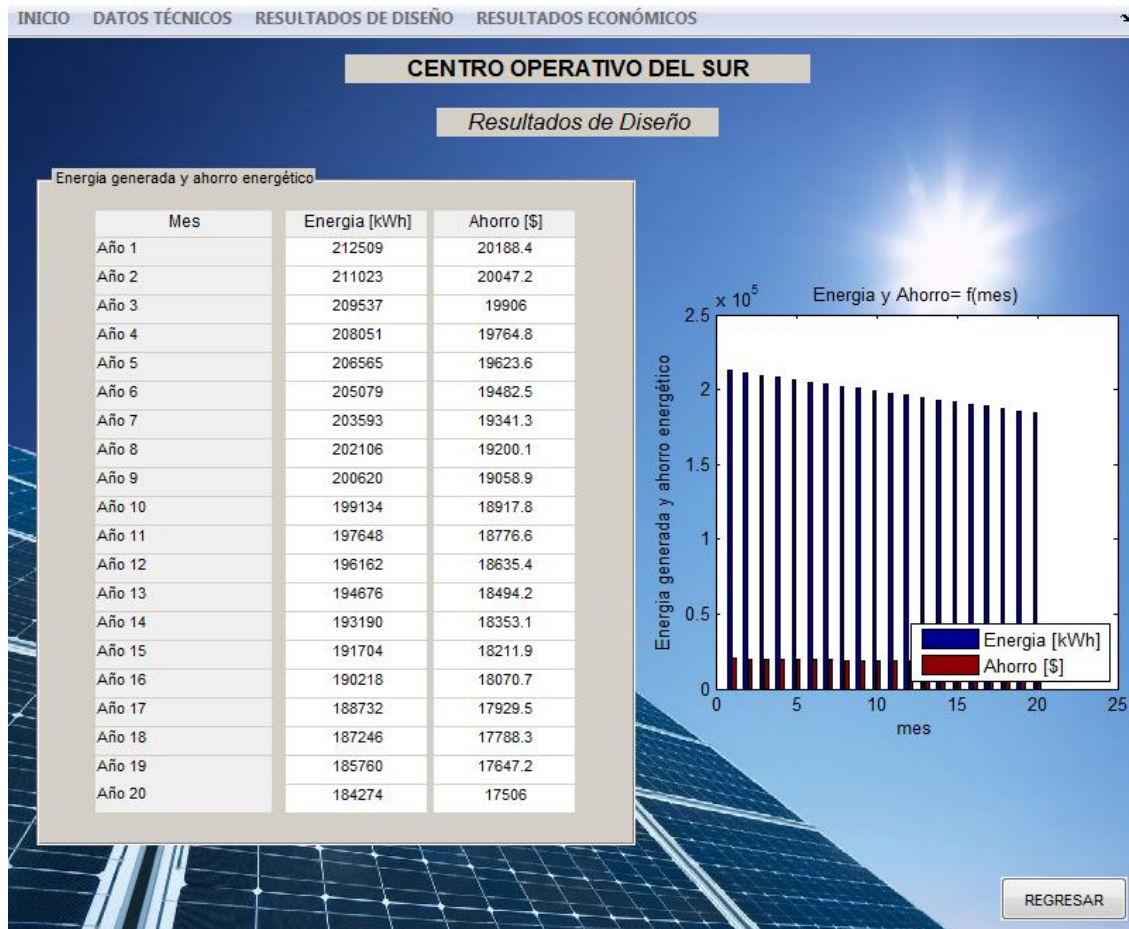 INICIO DATOS TÉCNICOS RESULTADOS DE DISEÑO RESULTADOS ECONÓMICOS
CENTRO OPERATIVO DEL SUR
Resultados de Diseño
Energia generada y ahorro energético
Mes Energia [kWh] Ahorro [$]
Año 1 212509 20188.4
Año 2 211023 20047.2
Año 3 209537 19906
Año 4 208051 19764.8
Año 5 206565 19623.6
Año 6 205079 19482.5
Año 7 203593 19341.3
Año 8 202106 19200.1
Año 9 200620 19058.9
Año 10 199134 18917.8
Año 11 197648 18776.6
Año 12 196162 18635.4
Año 13 194676 18494.2
Año 14 193190 18353.1
Año 15 191704 18211.9
Año 16 190218 18070.7
Año 17 188732 17929.5
Año 18 187246 17788.3
Año 19 185760 17647.2
Año 20 184274 17506
x 10^5
Energia y Ahorro= f(mes)
Energia generada y ahorro energético
2.5
2
1.5
1
0.5
0
Energia [kWh]
Ahorro [$]
0 5 10 15 20 25
mes
REGRESAR